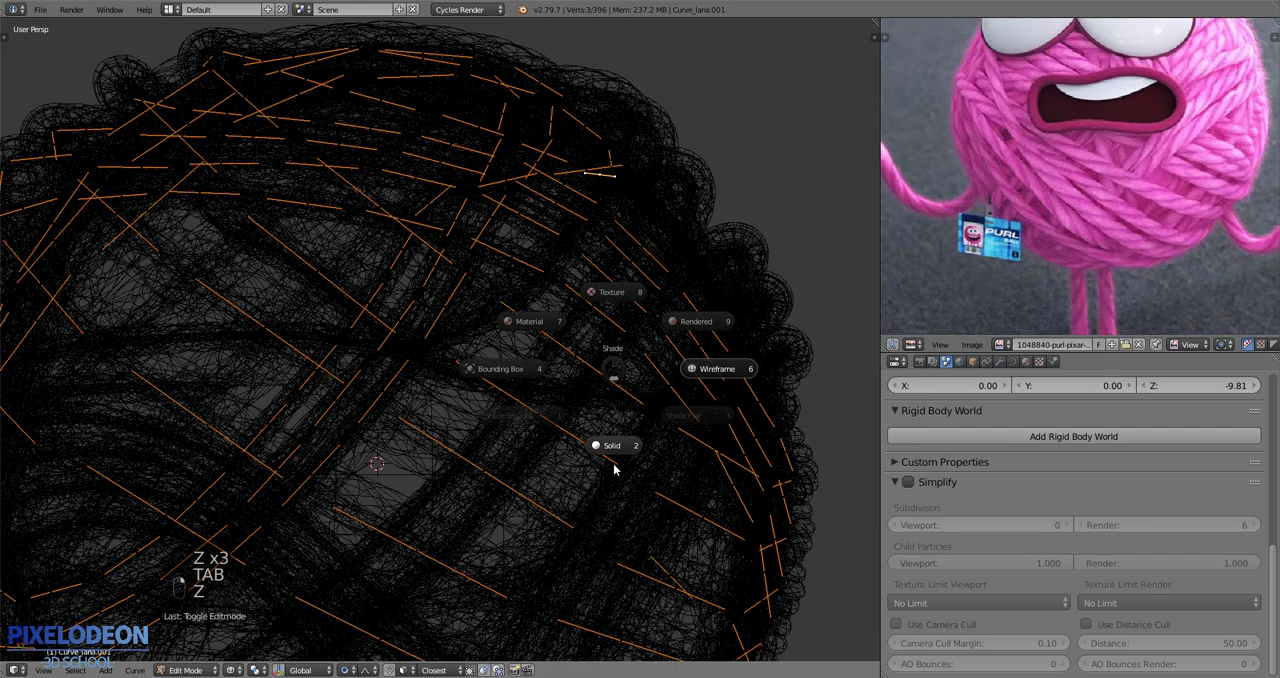 File Render Window Help Default Scene Cycles Render v2.79.7 | Verts:3/396 | Mem: 237.2 MB | Curve_lana.001
User Persp
PURL
Texture 8
Material 7
Rendered 9
Shade
Bounding Box 4
Wireframe 6
Solid 2
Z x3
TAB
Z
Last: Toggle Editmode
PIXELODEON
3D SCHOOL
(1) Curve_lana.001
View Select Add Curve Edit Mode Global Closest
View Image 1048840-purl-pixar-.. F View
X: 0.00 Y: 0.00 Z: -9.81
Rigid Body World
Add Rigid Body World
Custom Properties
Simplify
Subdivision
Viewport: 0 Render: 6
Child Particles
Viewport: 1.000 Render: 1.000
Texture Limit Viewport Texture Limit Render
No Limit No Limit
Use Camera Cull Use Distance Cull
Camera Cull Margin: 0.10 Distance: 50.00
AO Bounces: 0 AO Bounces Render: 0